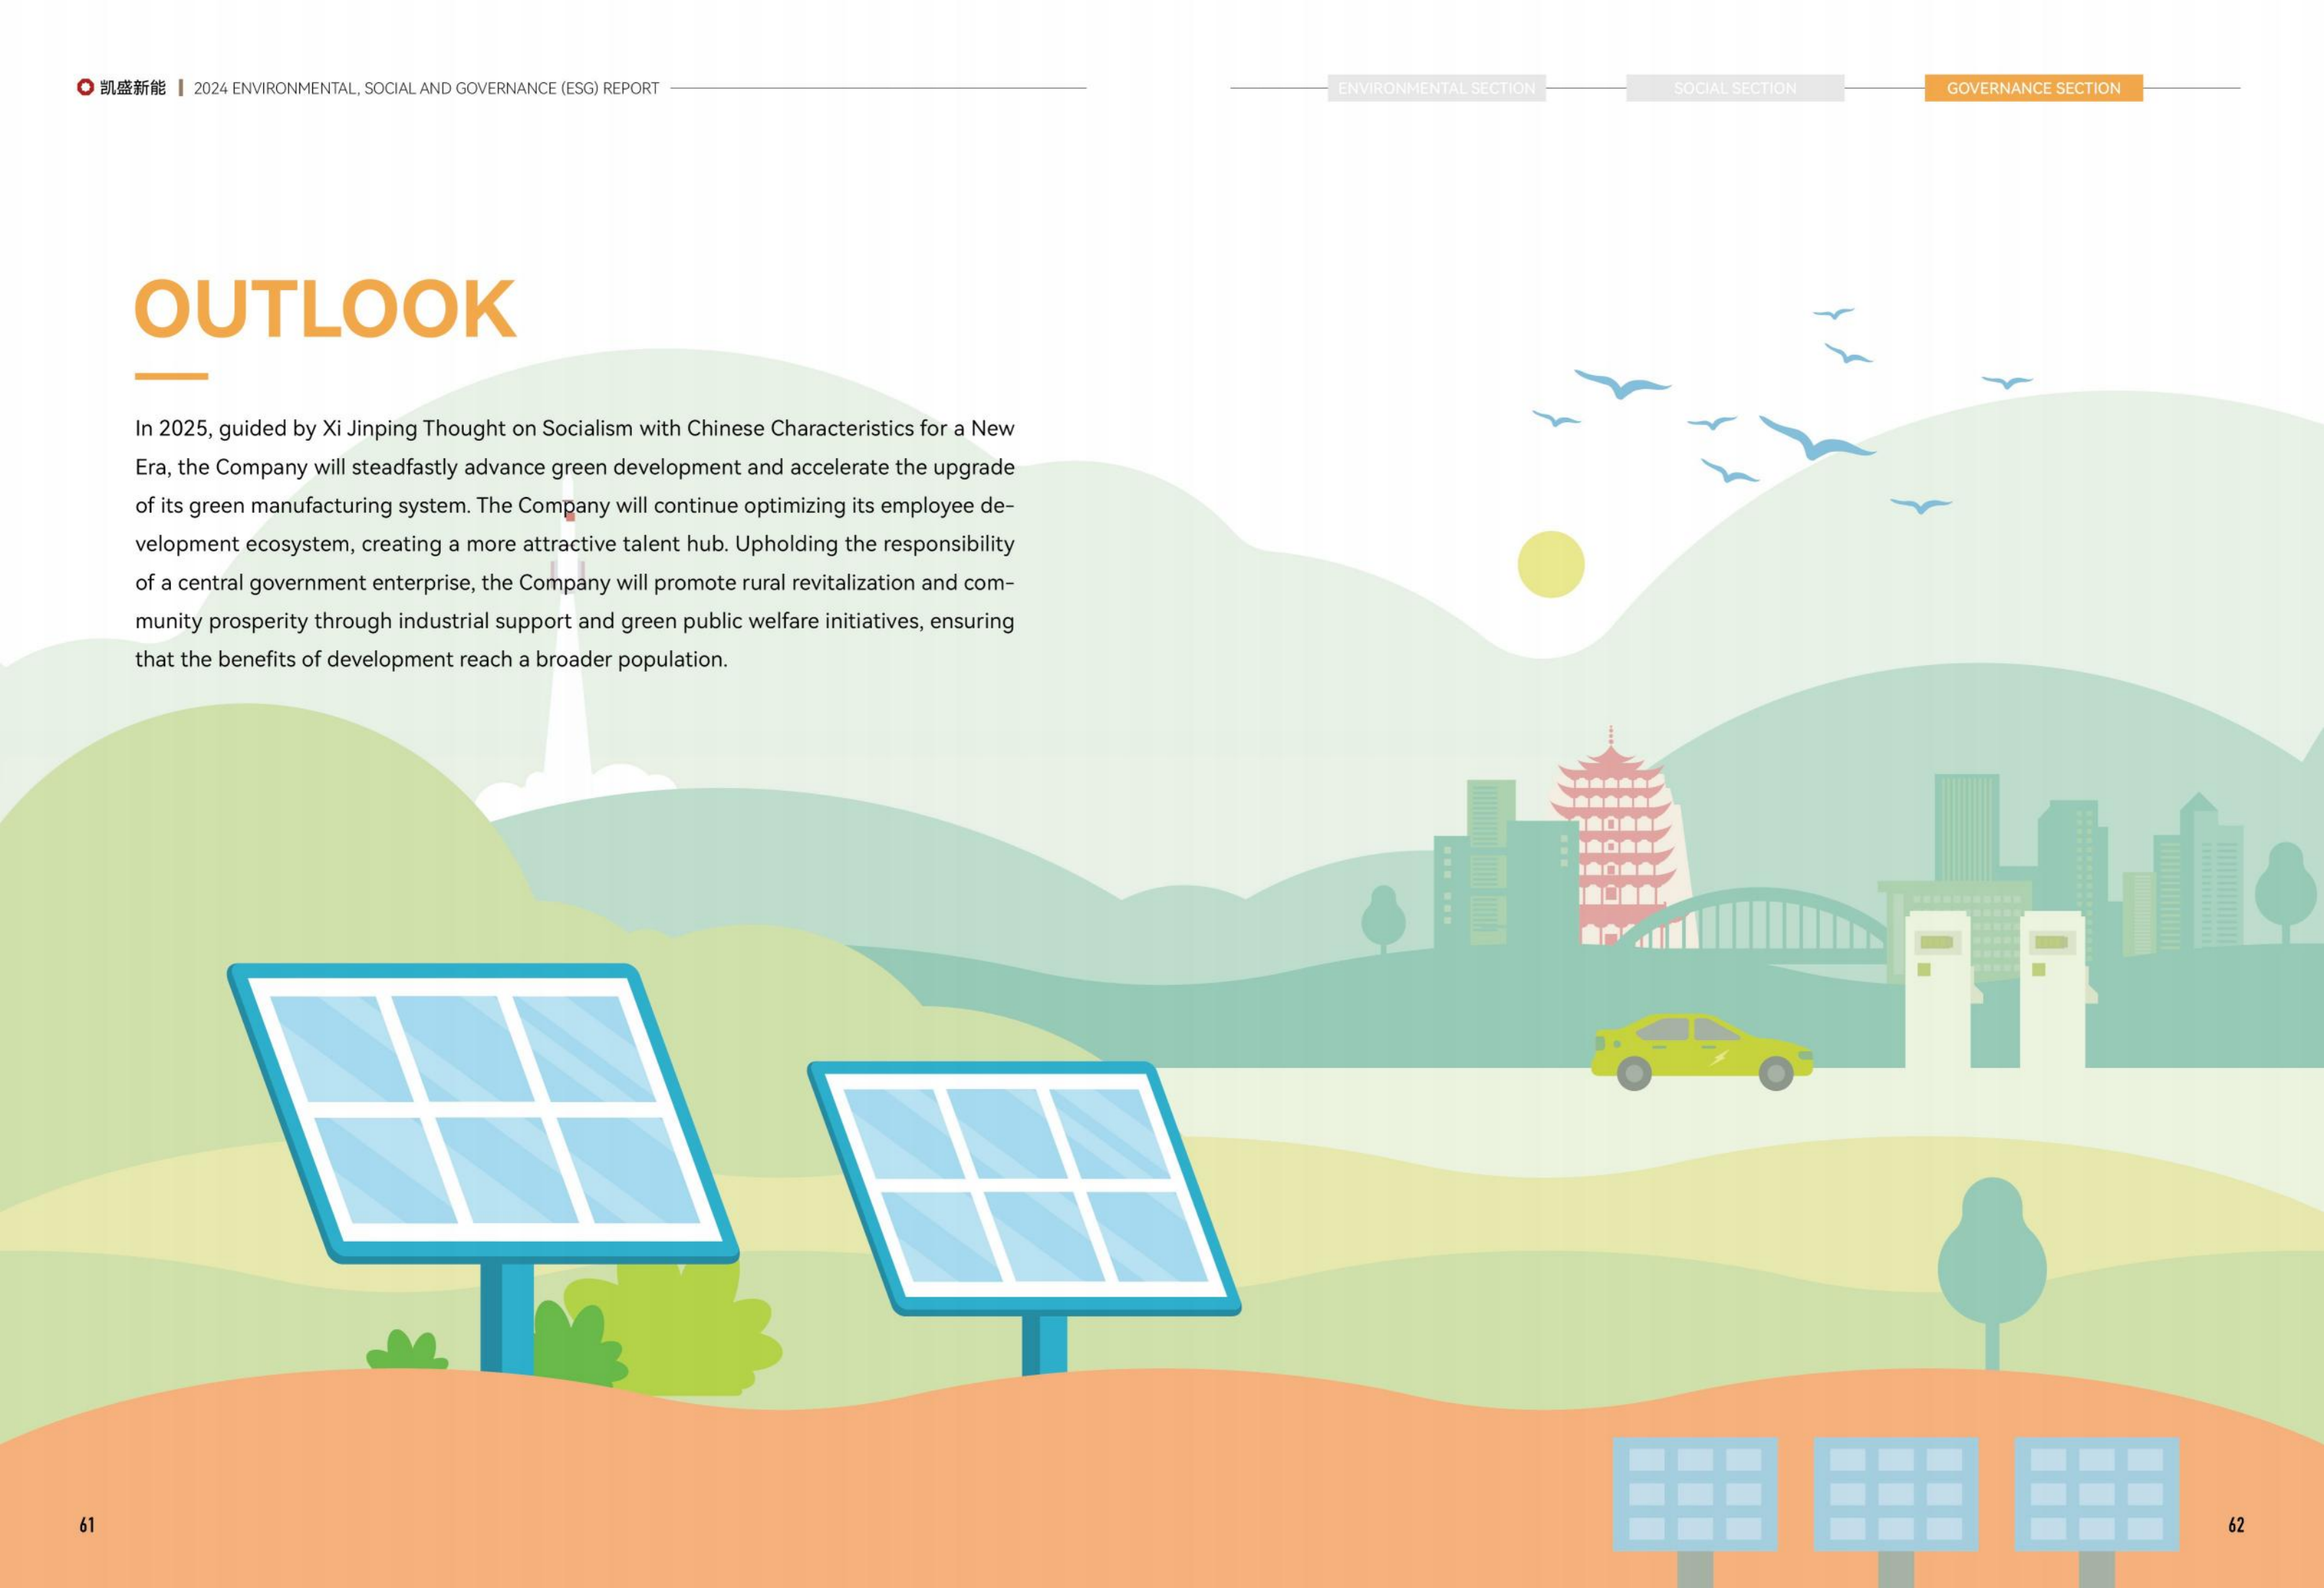 凯盛新能 | 2024 ENVIRONMENTAL, SOCIAL AND GOVERNANCE (ESG) REPORT
ENVIRONMENTAL SECTION
SOCIAL SECTION
GOVERNANCE SECTION
OUTLOOK
In 2025, guided by Xi Jinping Thought on Socialism with Chinese Characteristics for a New
Era, the Company will steadfastly advance green development and accelerate the upgrade
of its green manufacturing system. The Company will continue optimizing its employee de-
velopment ecosystem, creating a more attractive talent hub. Upholding the responsibility
of a central government enterprise, the Company will promote rural revitalization and com-
munity prosperity through industrial support and green public welfare initiatives, ensuring
that the benefits of development reach a broader population.
61
62